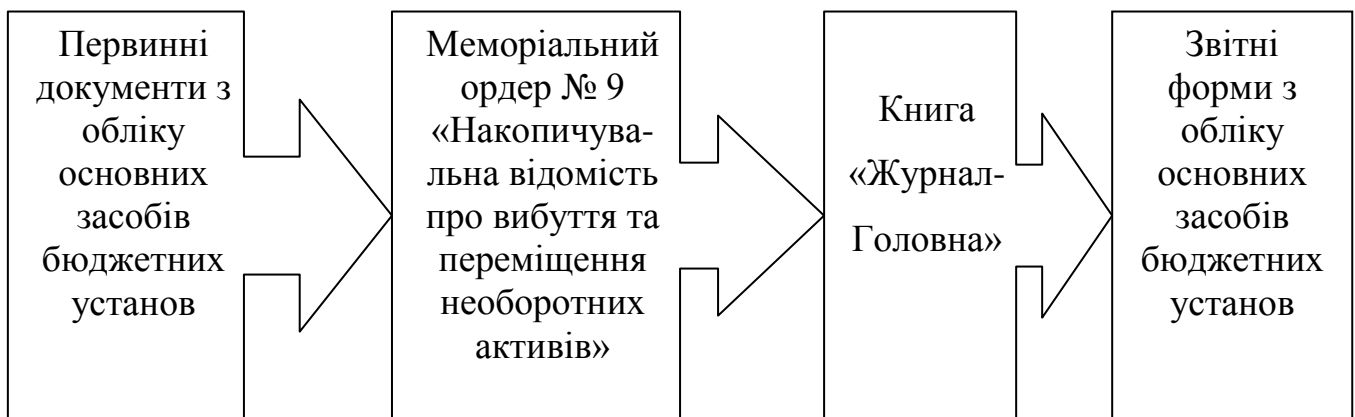 Первинні
документи з
обліку
основних
засобів
бюджетних
установ
Меморіальний
ордер № 9
«Накопичува-
льна відомість
про вибуття та
переміщення
необоротних
активів»
Книга
«Журнал-
Головна»
Звітні
форми з
обліку
основних
засобів
бюджетних
установ